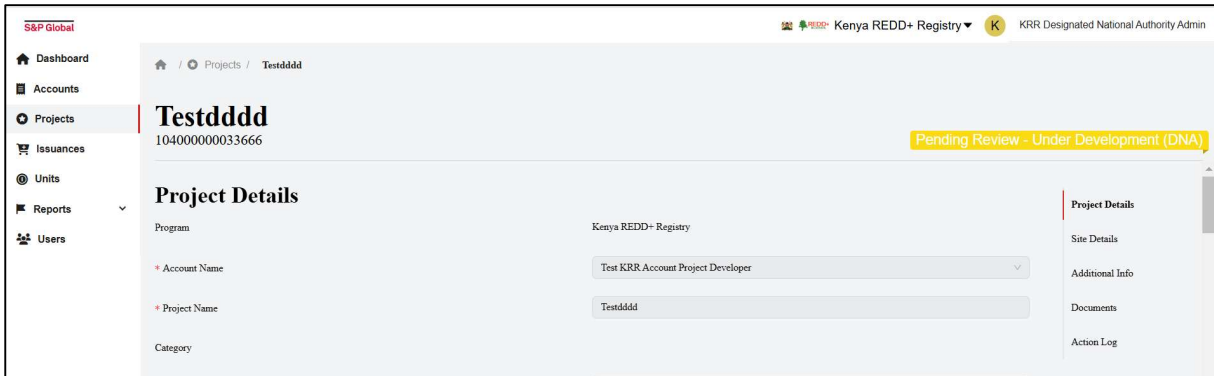 S&P Global
REDD+ Kenya REDD+ Registry
K
KRR Designated National Authority Admin
Dashboard
Accounts
Projects
Issuances
Units
Reports
Users
/ Projects / Testdddd
Testdddd
104000000033666
Pending Review - Under Development (DNA)
Project Details
Program
Kenya REDD+ Registry
* Account Name
Test KRR Account Project Developer
* Project Name
Testdddd
Category
Project Details
Site Details
Additional Info
Documents
Action Log